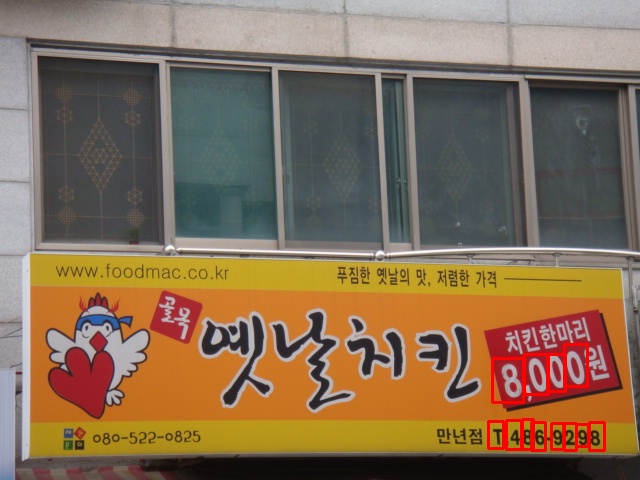 www.foodmac.co.kr
푸짐한 옛날의 맛, 저렴한 가격
골목
옛날치킨
치킨한마리
8,000원
080-522-0825
만년점 T.486-9298